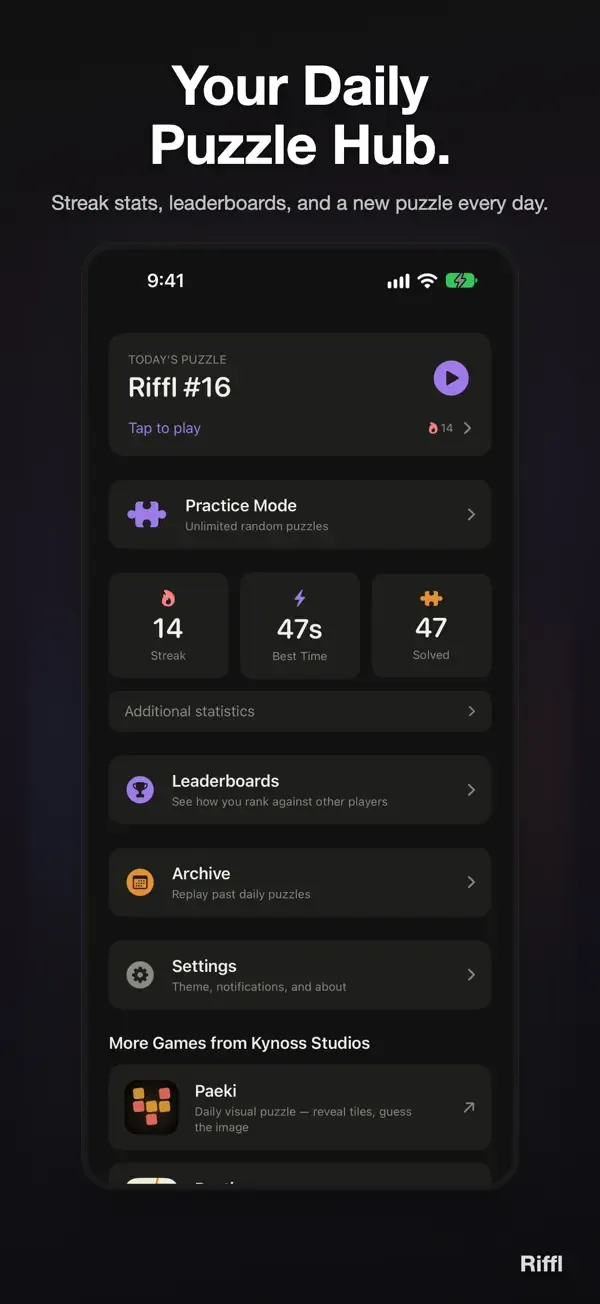 Your Daily
Puzzle Hub.
Streak stats, leaderboards, and a new puzzle every day.
9:41
TODAY'S PUZZLE
Riffl #16
Tap to play
14
Practice Mode
Unlimited random puzzles
14
47s
47
Streak
Best Time
Solved
Additional statistics
Leaderboards
See how you rank against other players
Archive
Replay past daily puzzles
Settings
Theme, notifications, and about
More Games from Kynoss Studios
Paeki
Daily visual puzzle — reveal tiles, guess
the image
Riffl